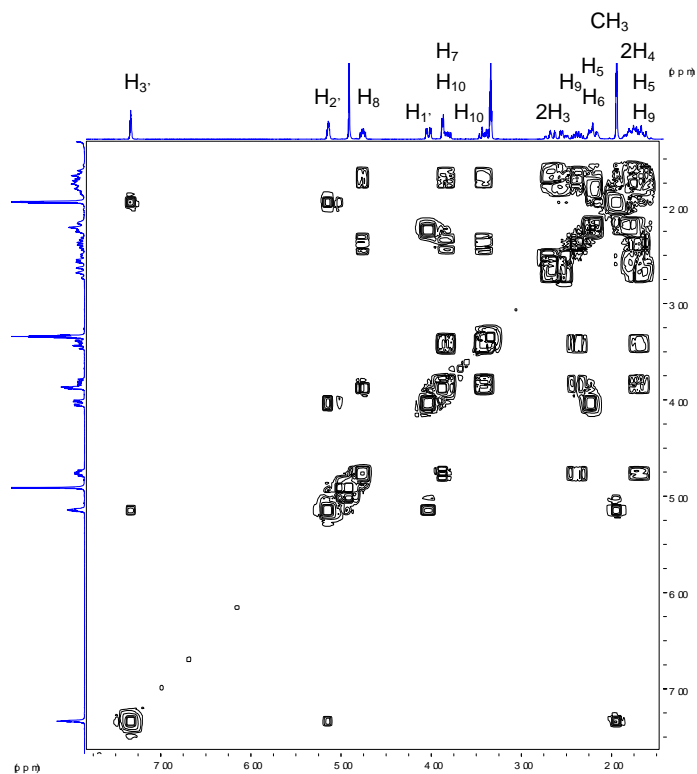 CH₃
H₇ 2H₄
H₅
(ppm)
H₃' H₂' H₈ H₁₀ H₉ H₅
2H₃ H₆ H₉
H₁' H₁₀
2.00
3.00
4.00
5.00
6.00
7.00
(ppm) 7.00 6.00 5.00 4.00 3.00 2.00